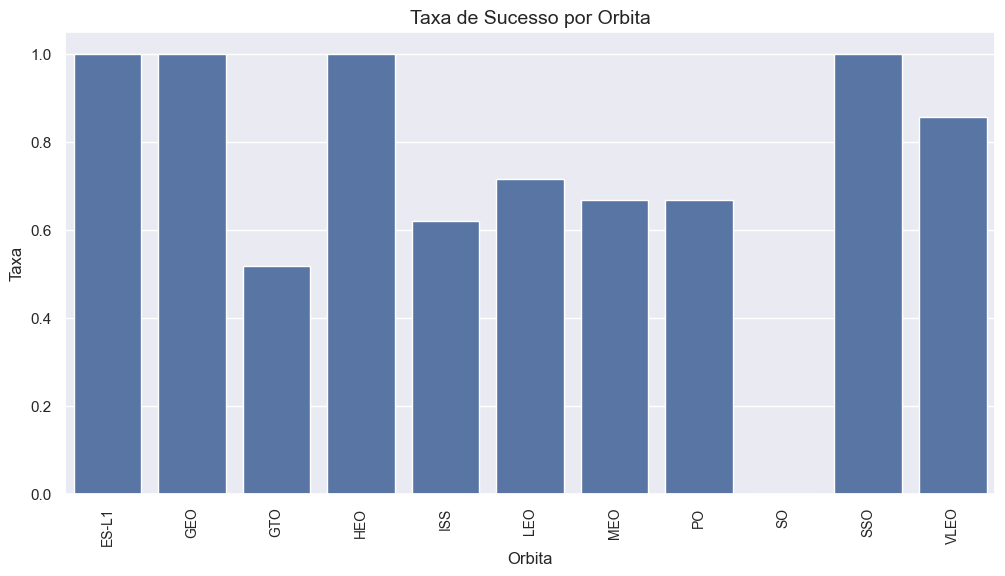 Taxa de Sucesso por Orbita
Taxa
1.0
0.8
0.6
0.4
0.2
0.0
ES-L1
GEO
GTO
HEO
ISS
LEO
MEO
PO
SO
SSO
VLEO
Orbita